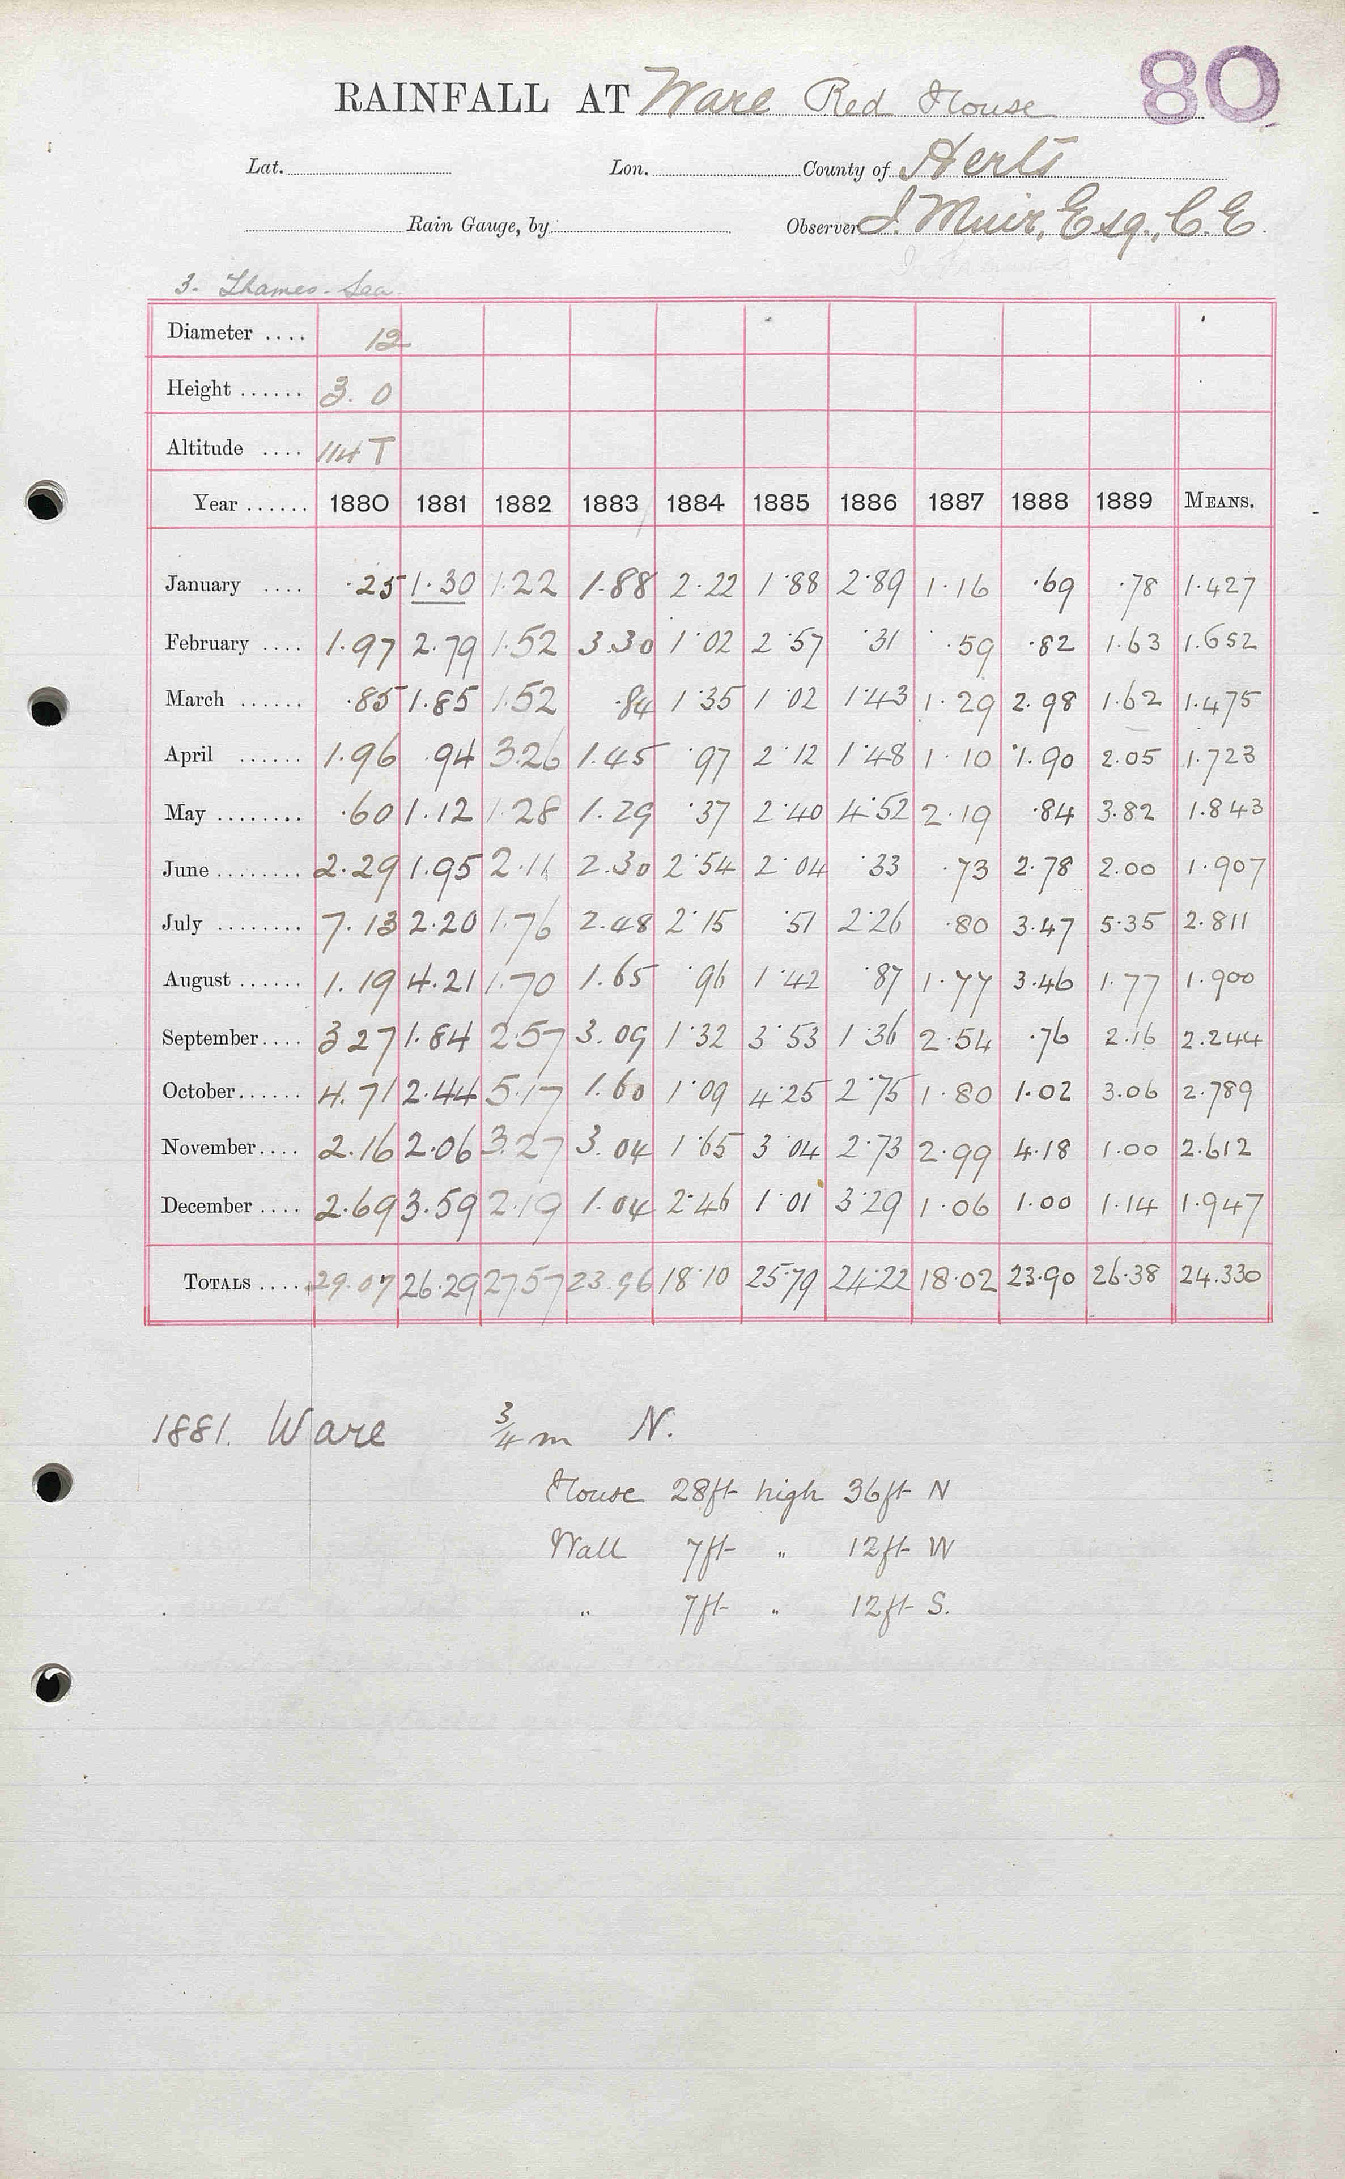 80
RAINFALL AT Ware Red House
Lat. Lon. County of Herts
Rain Gauge, by Observer J. Muir, Esq., C.E.
3. Thames-Lea
Diameter .... 12
Height ...... 3. 0
Altitude .... 114 T
Year ...... 1880 1881 1882 1883 1884 1885 1886 1887 1888 1889 MEANS.
January .... .25 1.30 1.22 1.88 2.22 1.88 2.89 1.16 .69 .78 1.427
February .... 1.97 2.79 1.52 3.30 1.02 2.57 .31 .59 .82 1.63 1.652
March ...... .85 1.85 1.52 .84 1.35 1.02 1.43 1.29 2.98 1.62 1.475
April ...... 1.96 .94 3.26 1.45 .97 2.12 1.48 1.10 1.90 2.05 1.723
May ........ .60 1.12 1.28 1.29 .37 2.40 4.52 2.19 .84 3.82 1.843
June ........ 2.29 1.95 2.11 2.30 2.54 2.04 .33 .73 2.78 2.00 1.907
July ........ 7.13 2.20 1.76 2.48 2.15 .51 2.26 .80 3.47 5.35 2.811
August ...... 1.19 4.21 1.70 1.65 .96 1.42 .87 1.77 3.46 1.77 1.900
September.... 3 27 1.84 2.57 3.09 1.32 3.53 1.36 2.54 .76 2.16 2.244
October...... 4.71 2.44 5.17 1.60 1.09 4.25 2.75 1.80 1.02 3.06 2.789
November.... 2.16 2.06 3.27 3.04 1.65 3.04 2.73 2.99 4.18 1.00 2.612
December .... 2.69 3.59 2.19 1.04 2.46 1.01 3.29 1.06 1.00 1.14 1.947
TOTALS .... 29.07 26.29 27.57 23.96 18.10 25.79 24.22 18.02 23.90 26.38 24.330
1881. Ware 3/4 m N.
House 28ft high 36ft N
Wall 7ft " 12ft W
" 7ft " 12ft S.